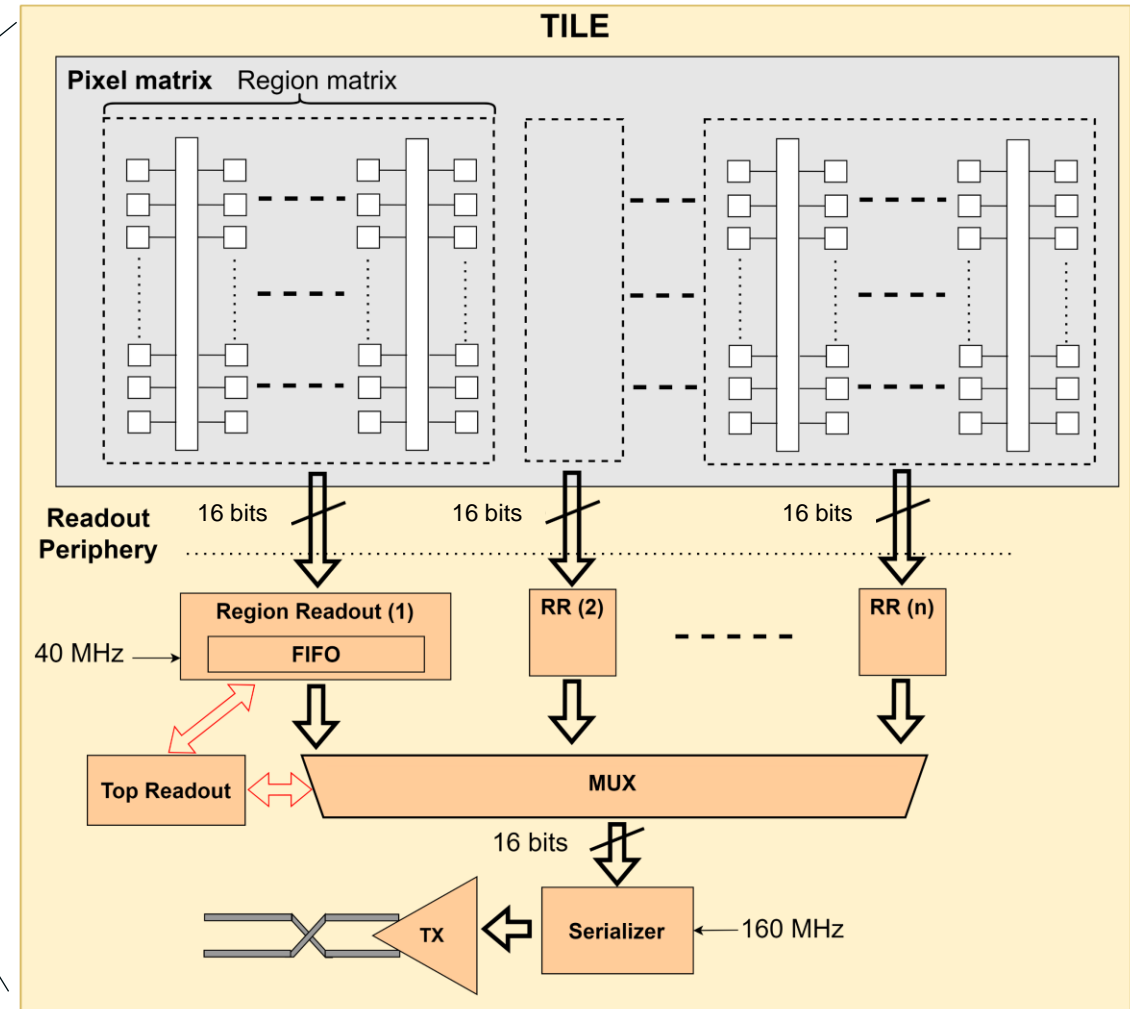 TILE
Pixel matrix Region matrix
16 bits
16 bits
16 bits
Readout
Periphery
Region Readout (1)
FIFO
RR (2)
RR (n)
40 MHz
Top Readout
MUX
16 bits
TX
Serializer
160 MHz